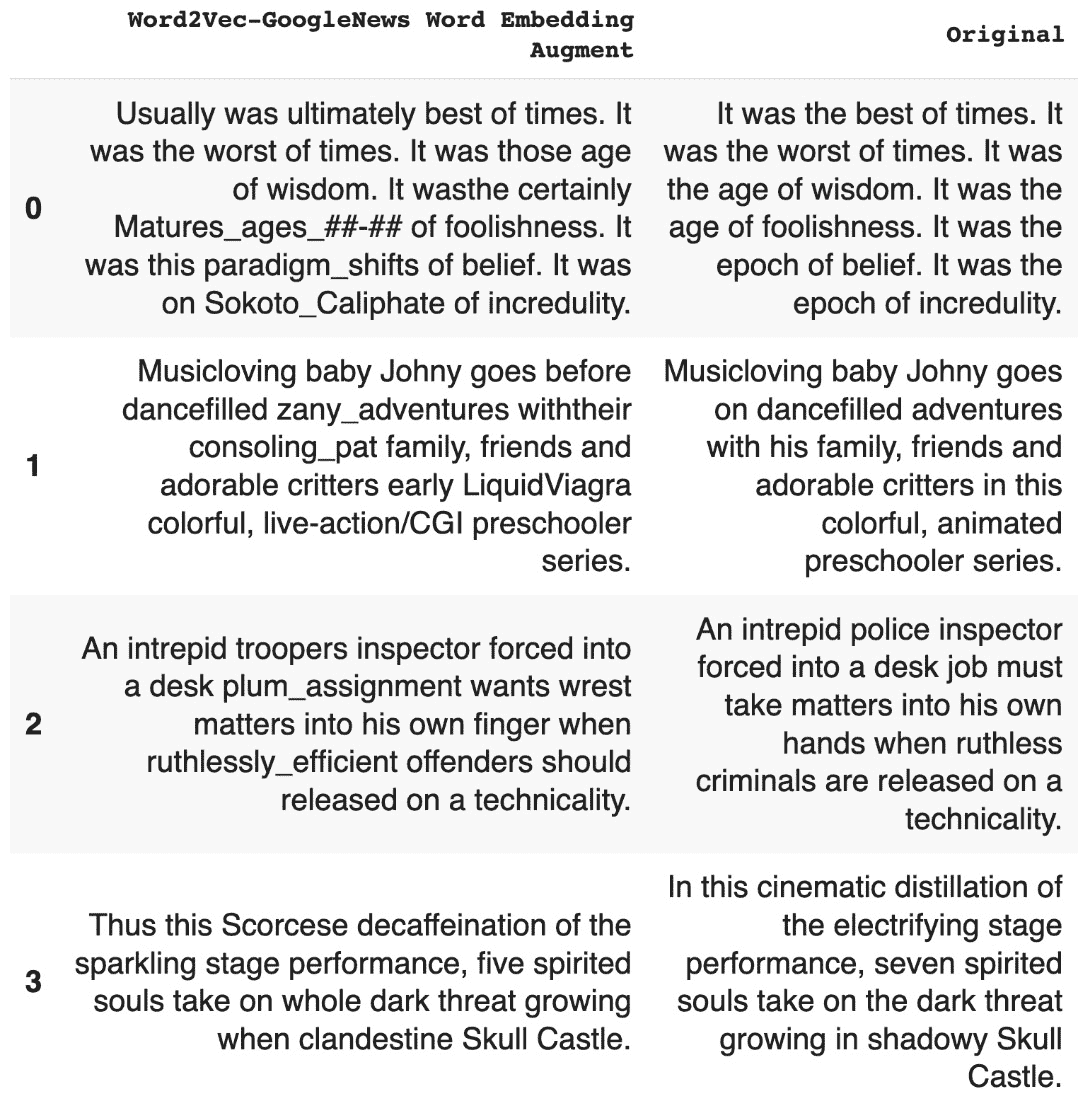 Word2Vec-GoogleNews Word Embedding
Augment
Original
0
Usually was ultimately best of times. It
was the worst of times. It was those age
of wisdom. It wasthe certainly
Matures_ages_##-## of foolishness. It
was this paradigm_shifts of belief. It was
on Sokoto_Caliphate of incredulity.
It was the best of times. It
was the worst of times. It was
the age of wisdom. It was the
age of foolishness. It was the
epoch of belief. It was the
epoch of incredulity.
1
Musicloving baby Johny goes before
dancefilled zany_adventures withtheir
consoling_pat family, friends and
adorable critters early LiquidViagra
colorful, live-action/CGI preschooler
series.
Musicloving baby Johny goes
on dancefilled adventures
with his family, friends and
adorable critters in this
colorful, animated
preschooler series.
2
An intrepid troopers inspector forced into
a desk plum_assignment wants wrest
matters into his own finger when
ruthlessly_efficient offenders should
released on a technicality.
An intrepid police inspector
forced into a desk job must
take matters into his own
hands when ruthless
criminals are released on a
technicality.
3
Thus this Scorcese decaffeination of the
sparkling stage performance, five spirited
souls take on whole dark threat growing
when clandestine Skull Castle.
In this cinematic distillation of
the electrifying stage
performance, seven spirited
souls take on the dark threat
growing in shadowy Skull
Castle.